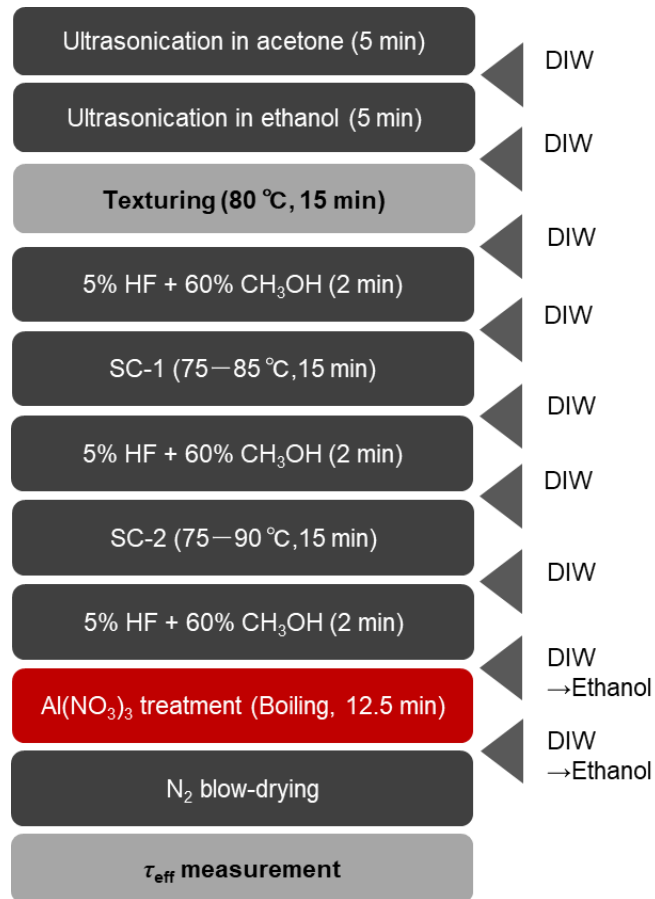 Ultrasonication in acetone (5 min)
DIW
Ultrasonication in ethanol (5 min)
DIW
Texturing (80 ℃, 15 min)
DIW
5% HF + 60% CH₃OH (2 min)
DIW
SC-1 (75－85℃,15 min)
DIW
5% HF + 60% CH₃OH (2 min)
DIW
SC-2 (75－90℃,15 min)
DIW
5% HF + 60% CH₃OH (2 min)
DIW
→Ethanol
Al(NO₃)₃ treatment (Boiling, 12.5 min)
DIW
→Ethanol
N₂ blow-drying
τeff measurement